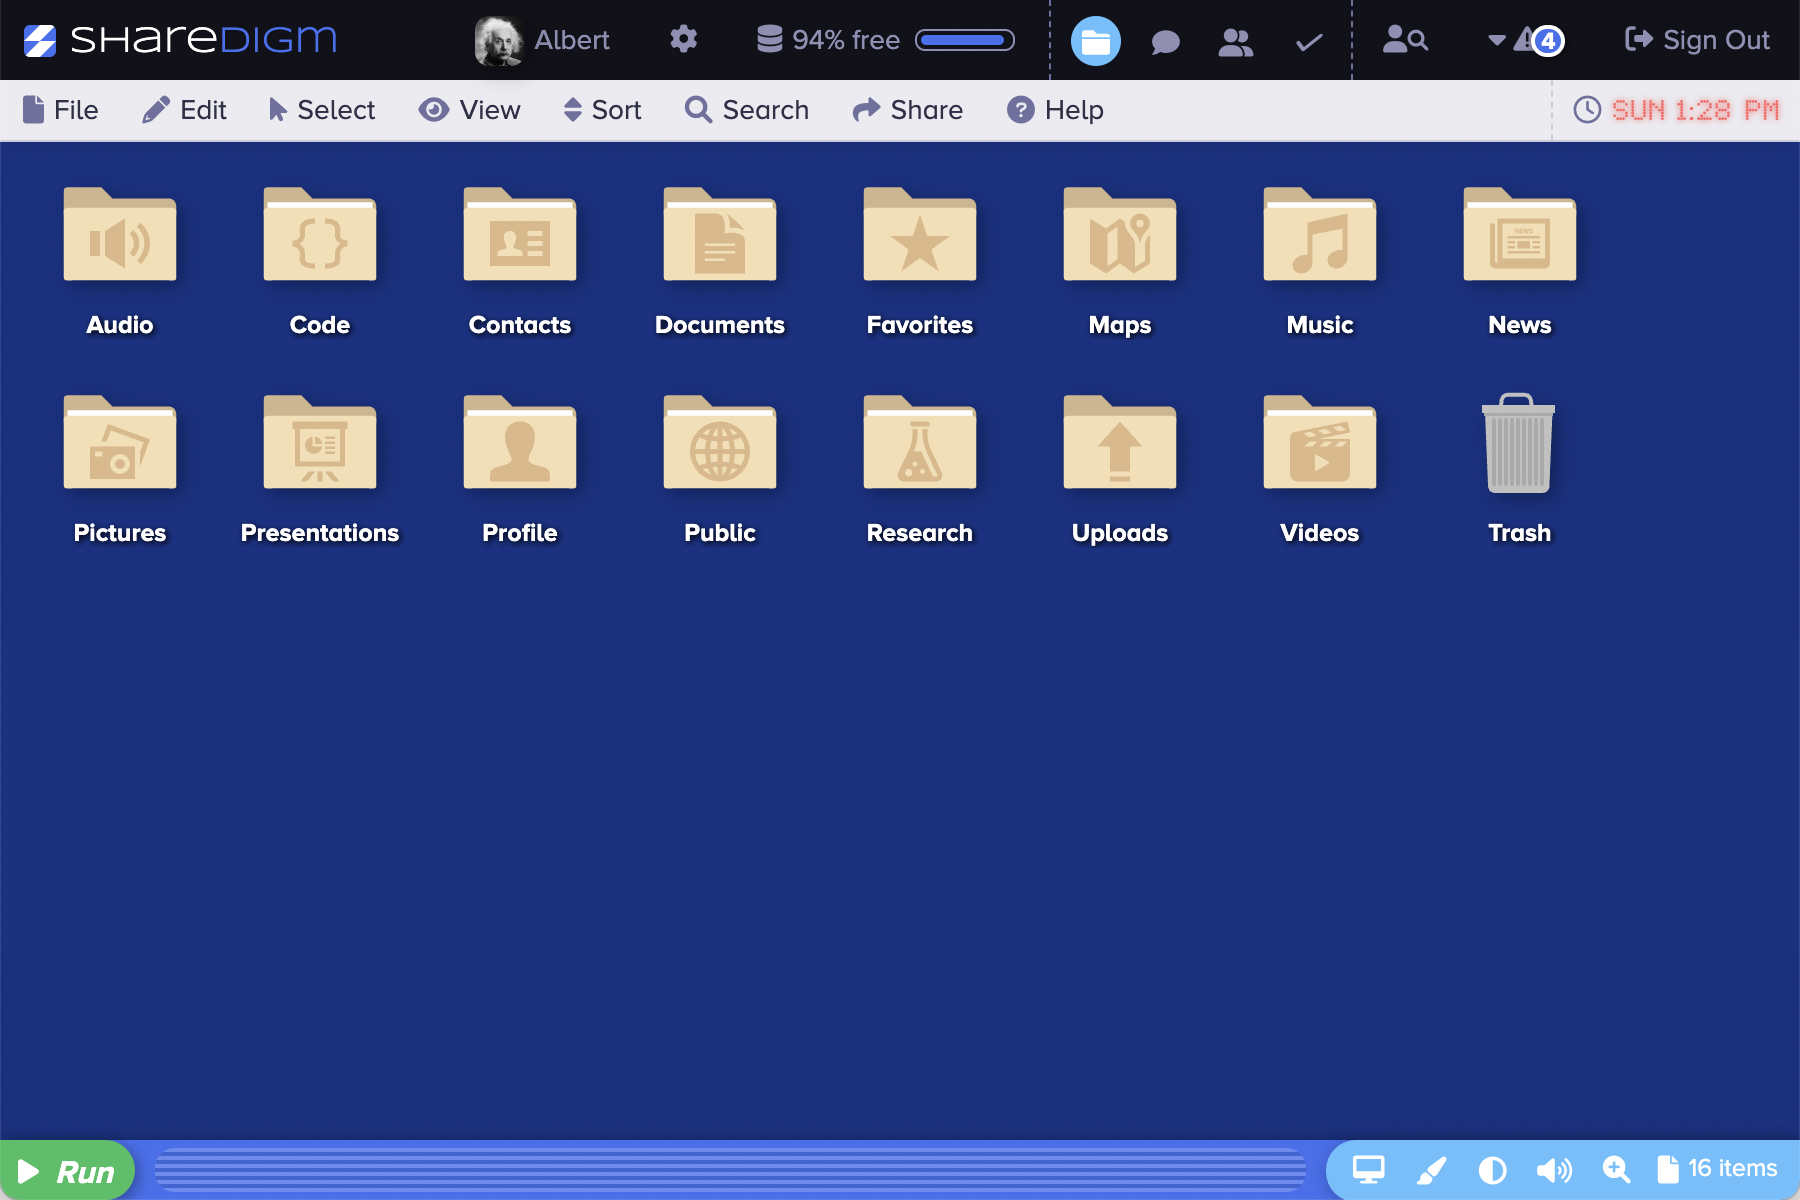 SHAREDIGM
Albert
94% free
4
Sign Out
File
Edit
Select
View
Sort
Search
Share
Help
SUN 1:28 PM
Audio
Code
Contacts
Documents
Favorites
Maps
Music
NEWS
News
Pictures
Presentations
Profile
Public
Research
Uploads
Videos
Trash
Run
16 items